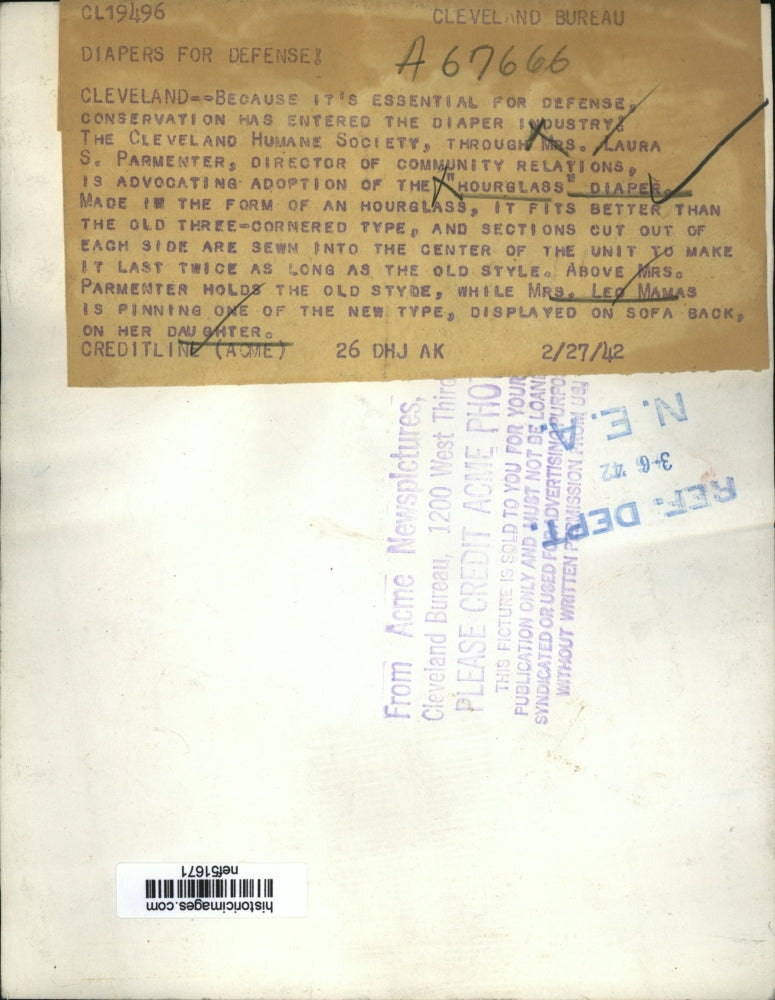 CL19496 CLEVELAND BUREAU
DIAPERS FOR DEFENSE:
A 67666
CLEVELAND--BECAUSE IT'S ESSENTIAL FOR DEFENSE,
CONSERVATION HAS ENTERED THE DIAPER INDUSTRY:
THE CLEVELAND HUMANE SOCIETY, THROUGH MRS. LAURA
S. PARMENTER, DIRECTOR OF COMMUNITY RELATIONS,
IS ADVOCATING ADOPTION OF THE "HOURGLASS" DIAPER.
MADE IN THE FORM OF AN HOURGLASS, IT FITS BETTER THAN
THE OLD THREE-CORNERED TYPE, AND SECTIONS CUT OUT OF
EACH SIDE ARE SEWN INTO THE CENTER OF THE UNIT TO MAKE
IT LAST TWICE AS LONG AS THE OLD STYLE. ABOVE MRS.
PARMENTER HOLDS THE OLD STYLE, WHILE MRS. LEO MAMAS
IS PINNING ONE OF THE NEW TYPE, DISPLAYED ON SOFA BACK,
ON HER DAUGHTER.
CREDITLINE (ACME) 26 DHJ AK 2/27/42
From Acme Newspictures,
Cleveland Bureau, 1200 West Third
PLEASE CREDIT ACME PHOT
THIS PICTURE IS SOLD TO YOU FOR YOUR
PUBLICATION ONLY AND MUST NOT BE LOANE
SYNDICATED OR USED FOR ADVERTISING PURPO
WITHOUT WRITTEN PERMISSION FROM US
REF. DEPT.
3-6 42
N. E. A.
historicimages.com
nef51671